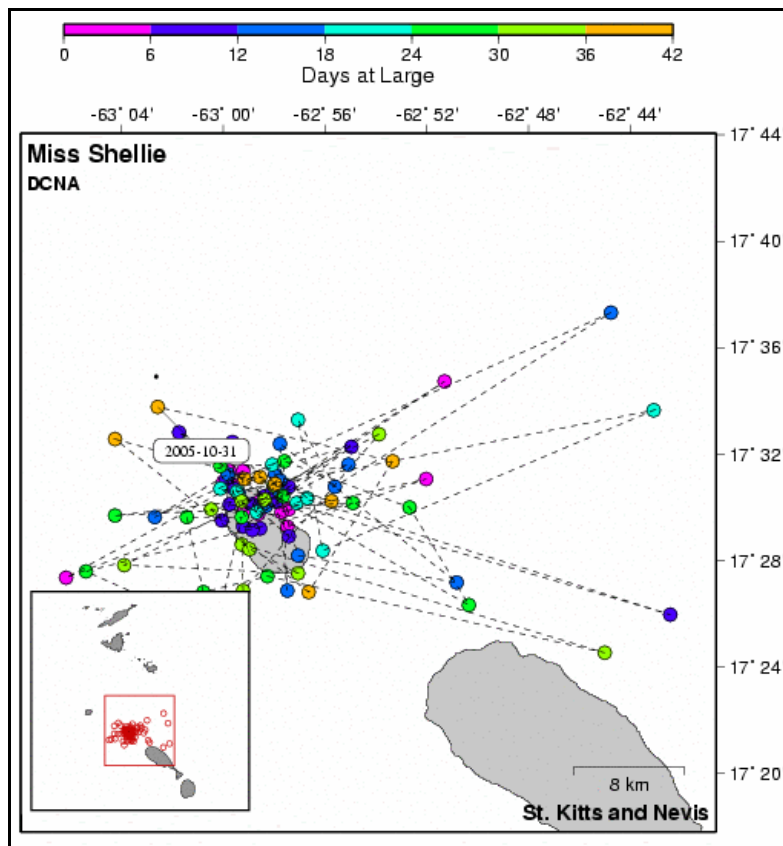 0 6 12 18 24 30 36 42
Days at Large
-63° 04' -63° 00' -62° 56' -62° 52' -62° 48' -62° 44'
17° 44'
Miss Shellie
DCNA
17° 40'
17° 36'
17° 32'
2005-10-31
17° 28'
17° 24'
17° 20'
8 km
St. Kitts and Nevis